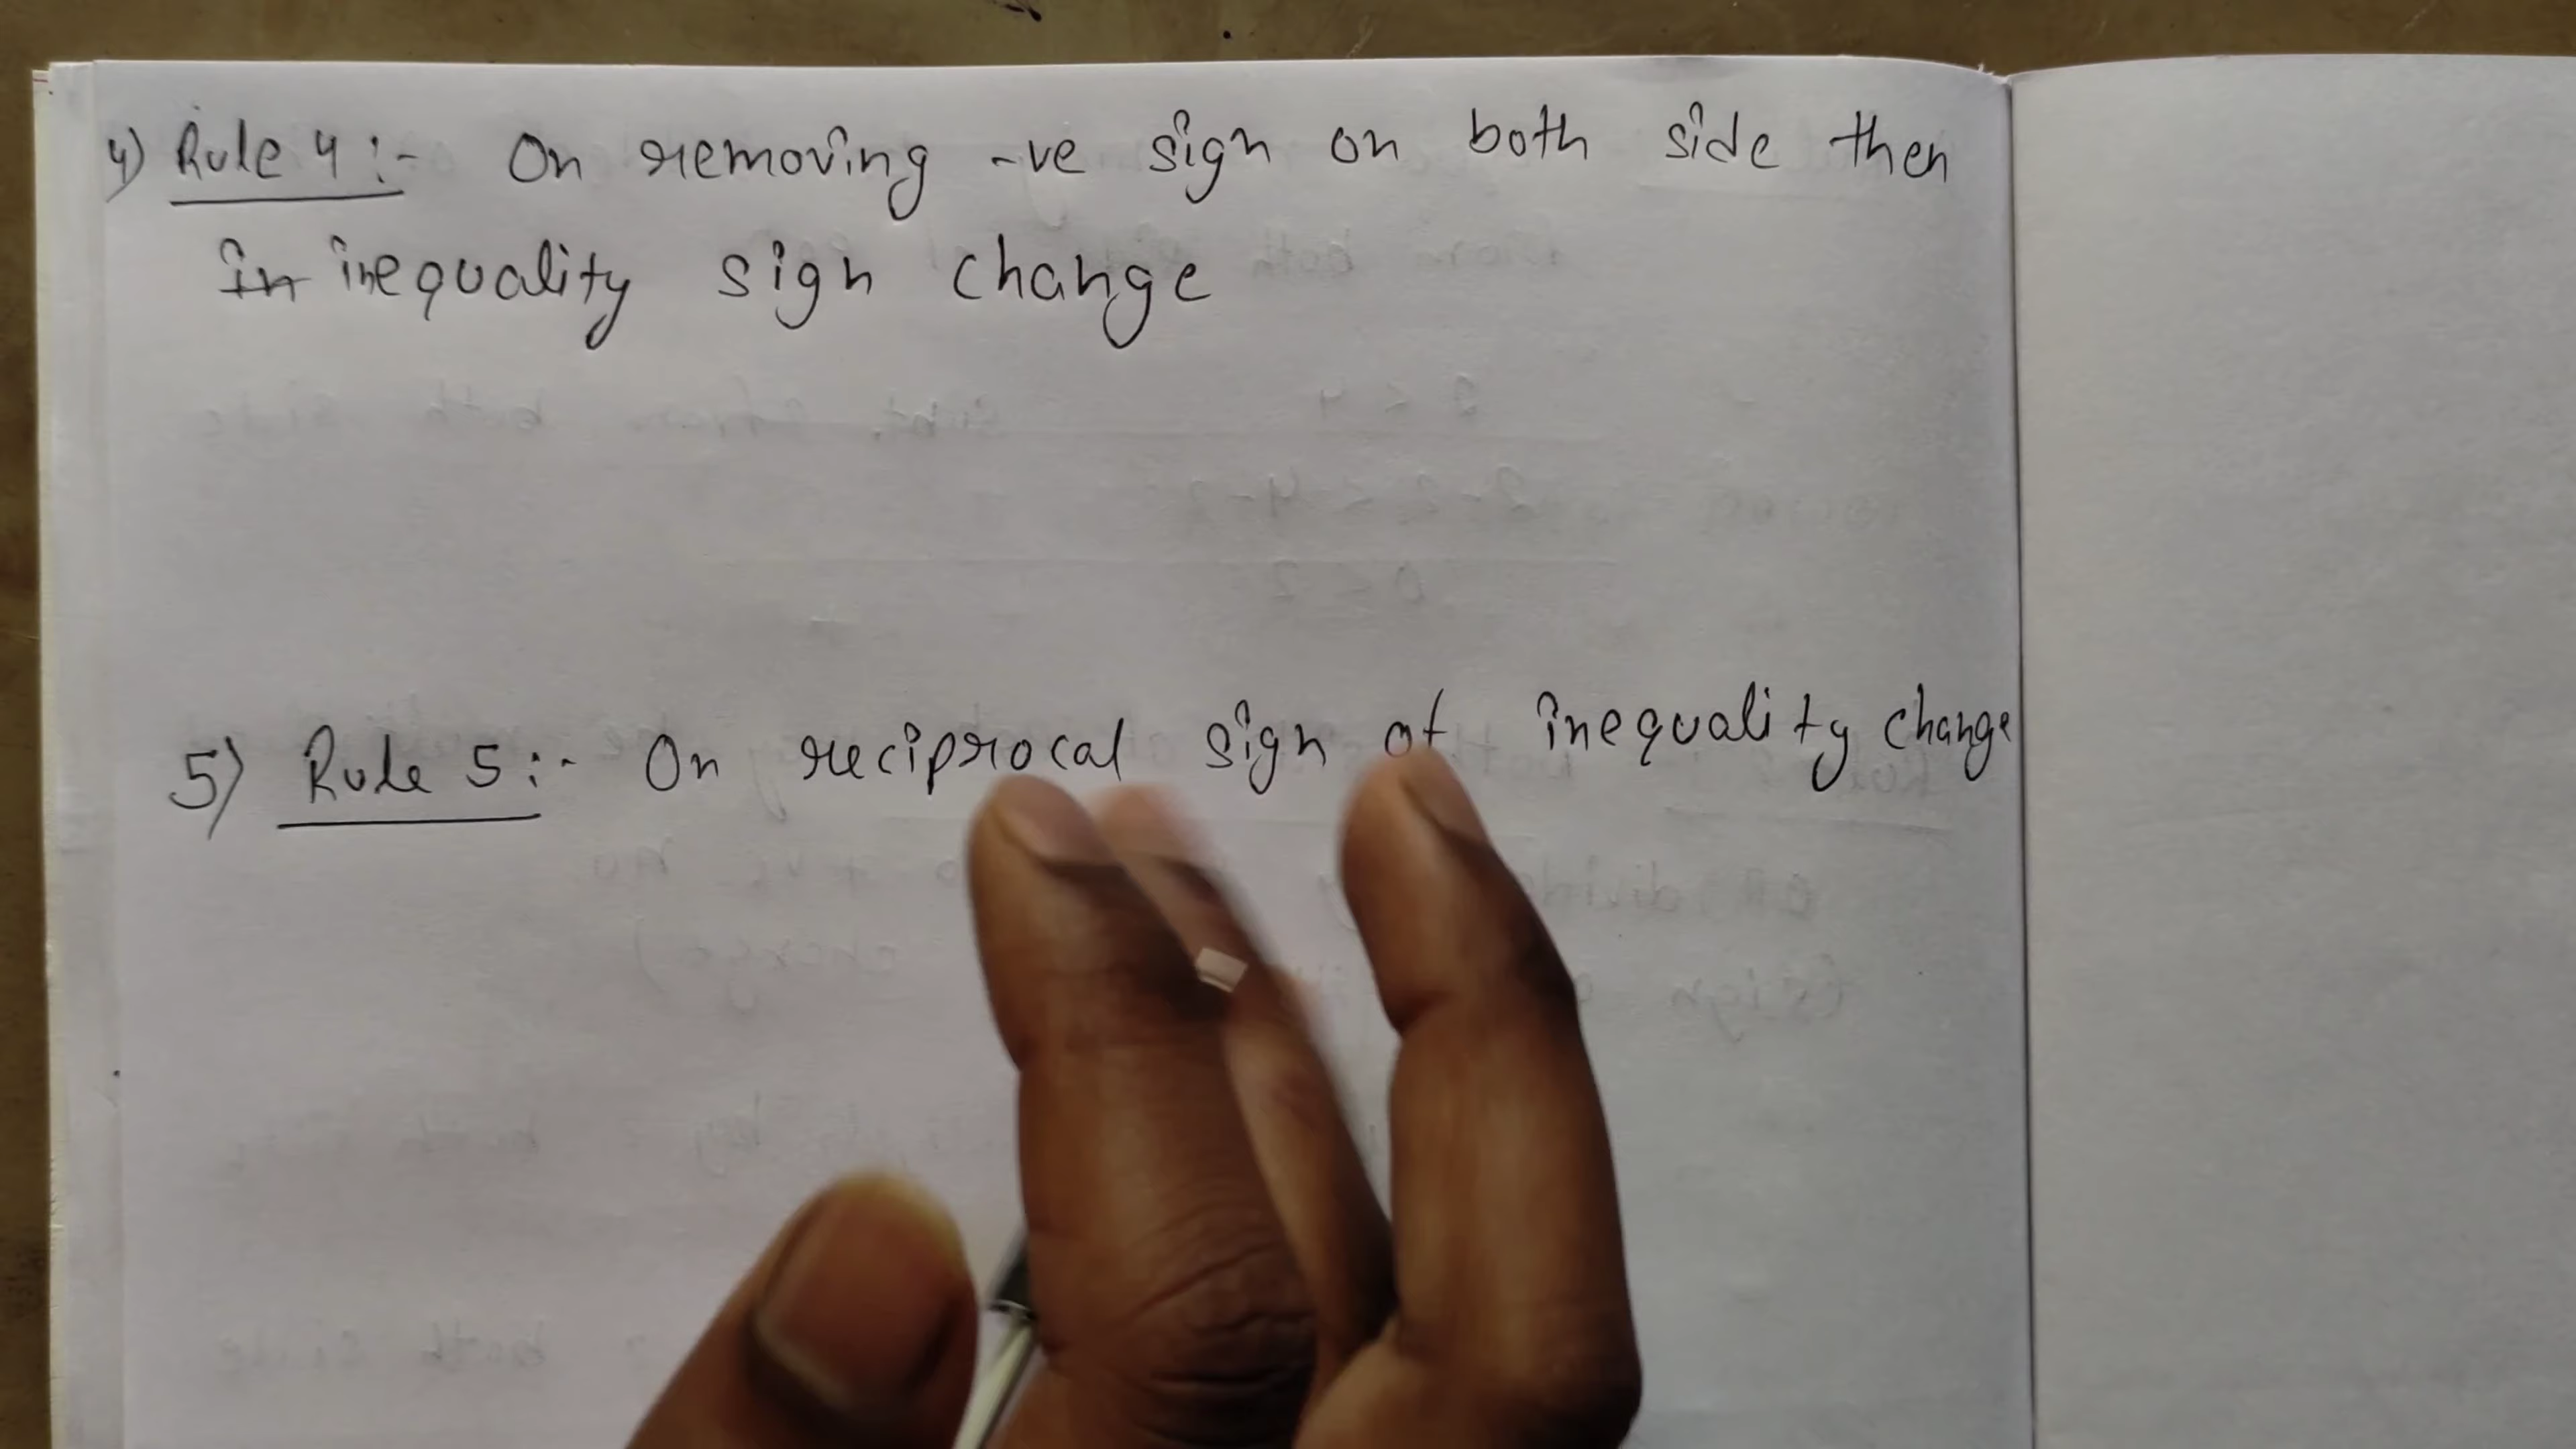 4) Rule 4 :- On removing -ve sign on both side then
inequality sign change
5) Rule 5 :- On reciprocal sign of inequality change